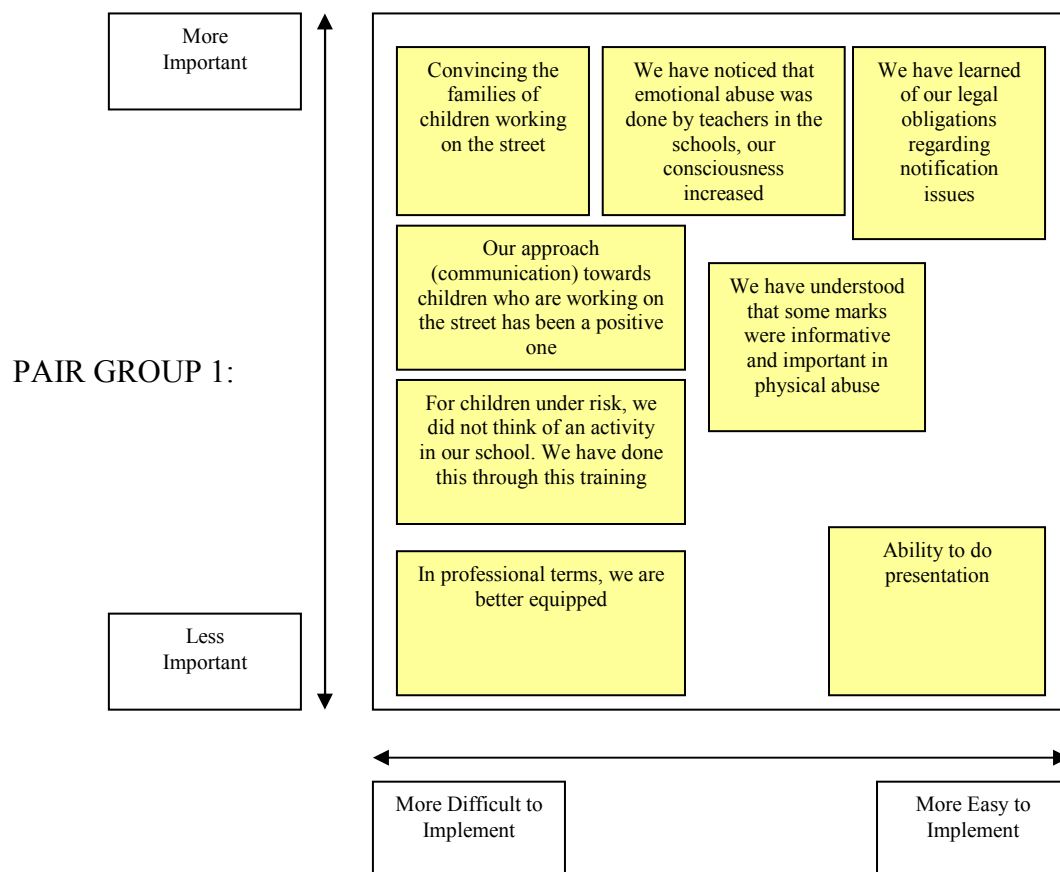 More
Important
Convincing the
families of
children working
on the street
We have noticed that
emotional abuse was
done by teachers in the
schools, our
consciousness
increased
We have learned
of our legal
obligations
regarding
notification
issues
Our approach
(communication) towards
children who are working on
the street has been a positive
one
We have understood
that some marks
were informative
and important in
physical abuse
PAIR GROUP 1:
For children under risk, we
did not think of an activity
in our school. We have done
this through this training
In professional terms, we are
better equipped
Ability to do
presentation
Less
Important
More Difficult to
Implement
More Easy to
Implement